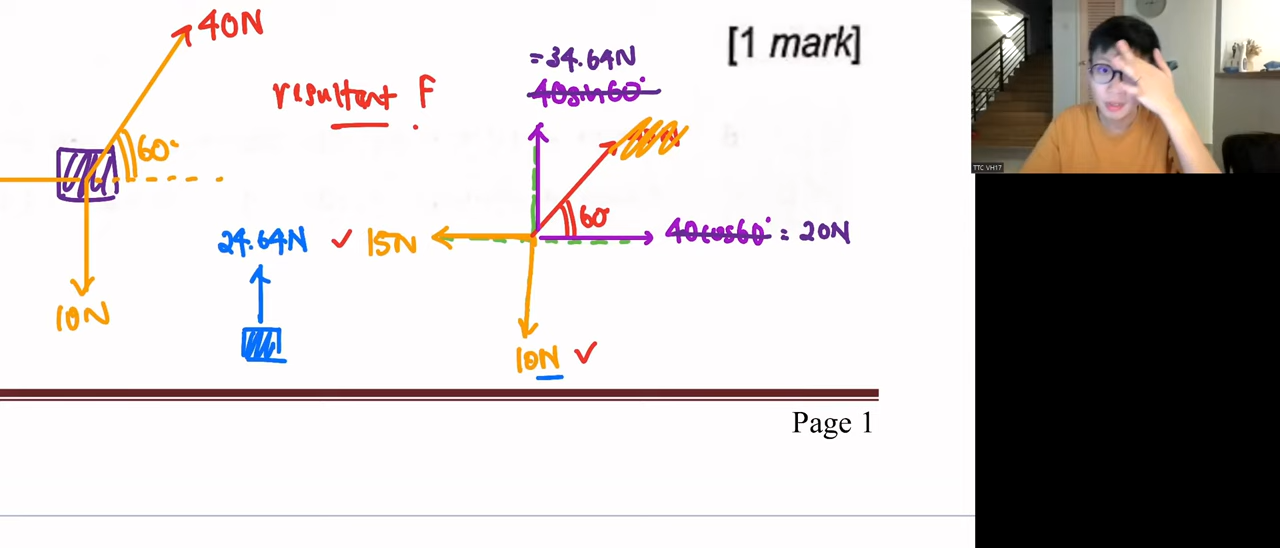 40N
[1 mark]
= 34.64N
40sin60°
resultant F
60°
60°
24.64N
15N
40cos60° = 20N
10N
10N
Page 1
TTC VH17